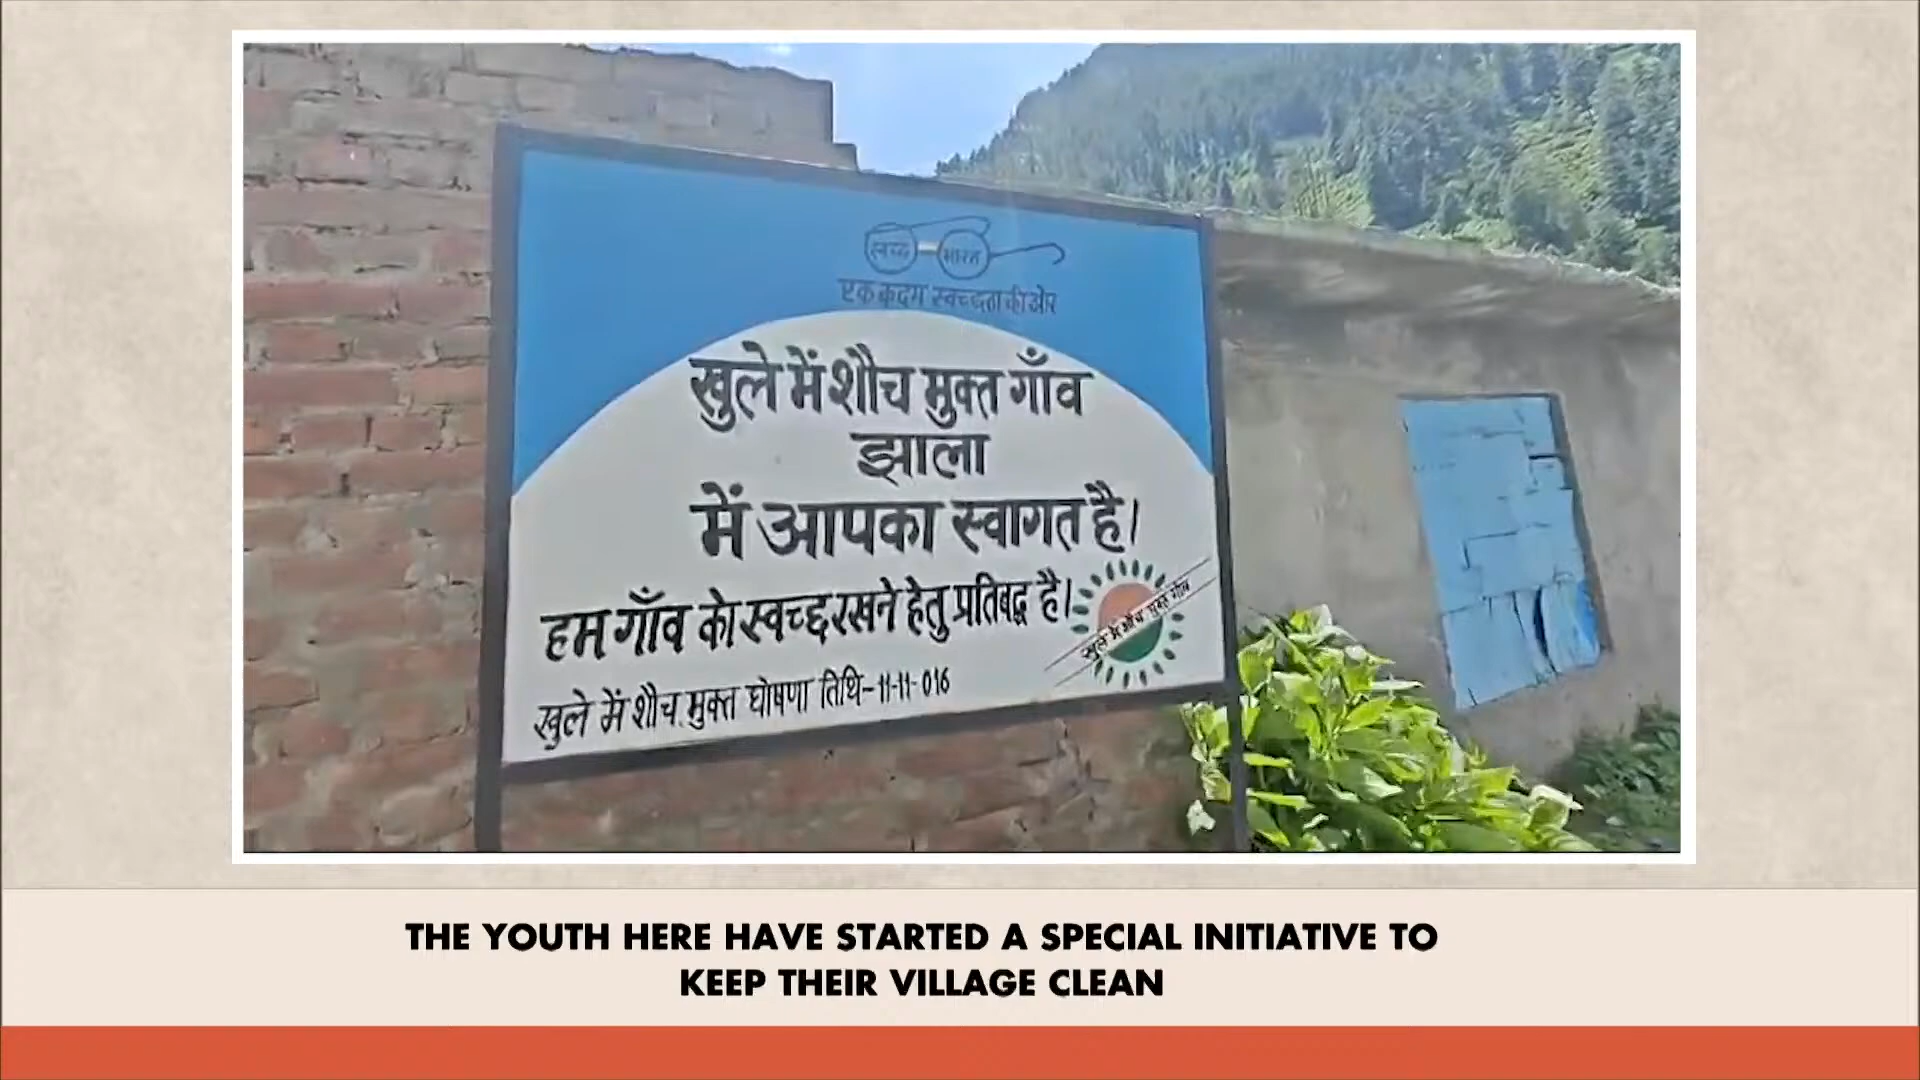 स्वच्छ भारत
एक कदम स्वच्छता की ओर
खुले में शौच मुक्त गाँव
झाला
में आपका स्वागत है।
हम गाँव को स्वच्छ रखने हेतु प्रतिबद्ध है।
खुले में शौच मुक्त गाँव
खुले में शौच मुक्त घोषणा तिथि-11-11-016
THE YOUTH HERE HAVE STARTED A SPECIAL INITIATIVE TO
KEEP THEIR VILLAGE CLEAN